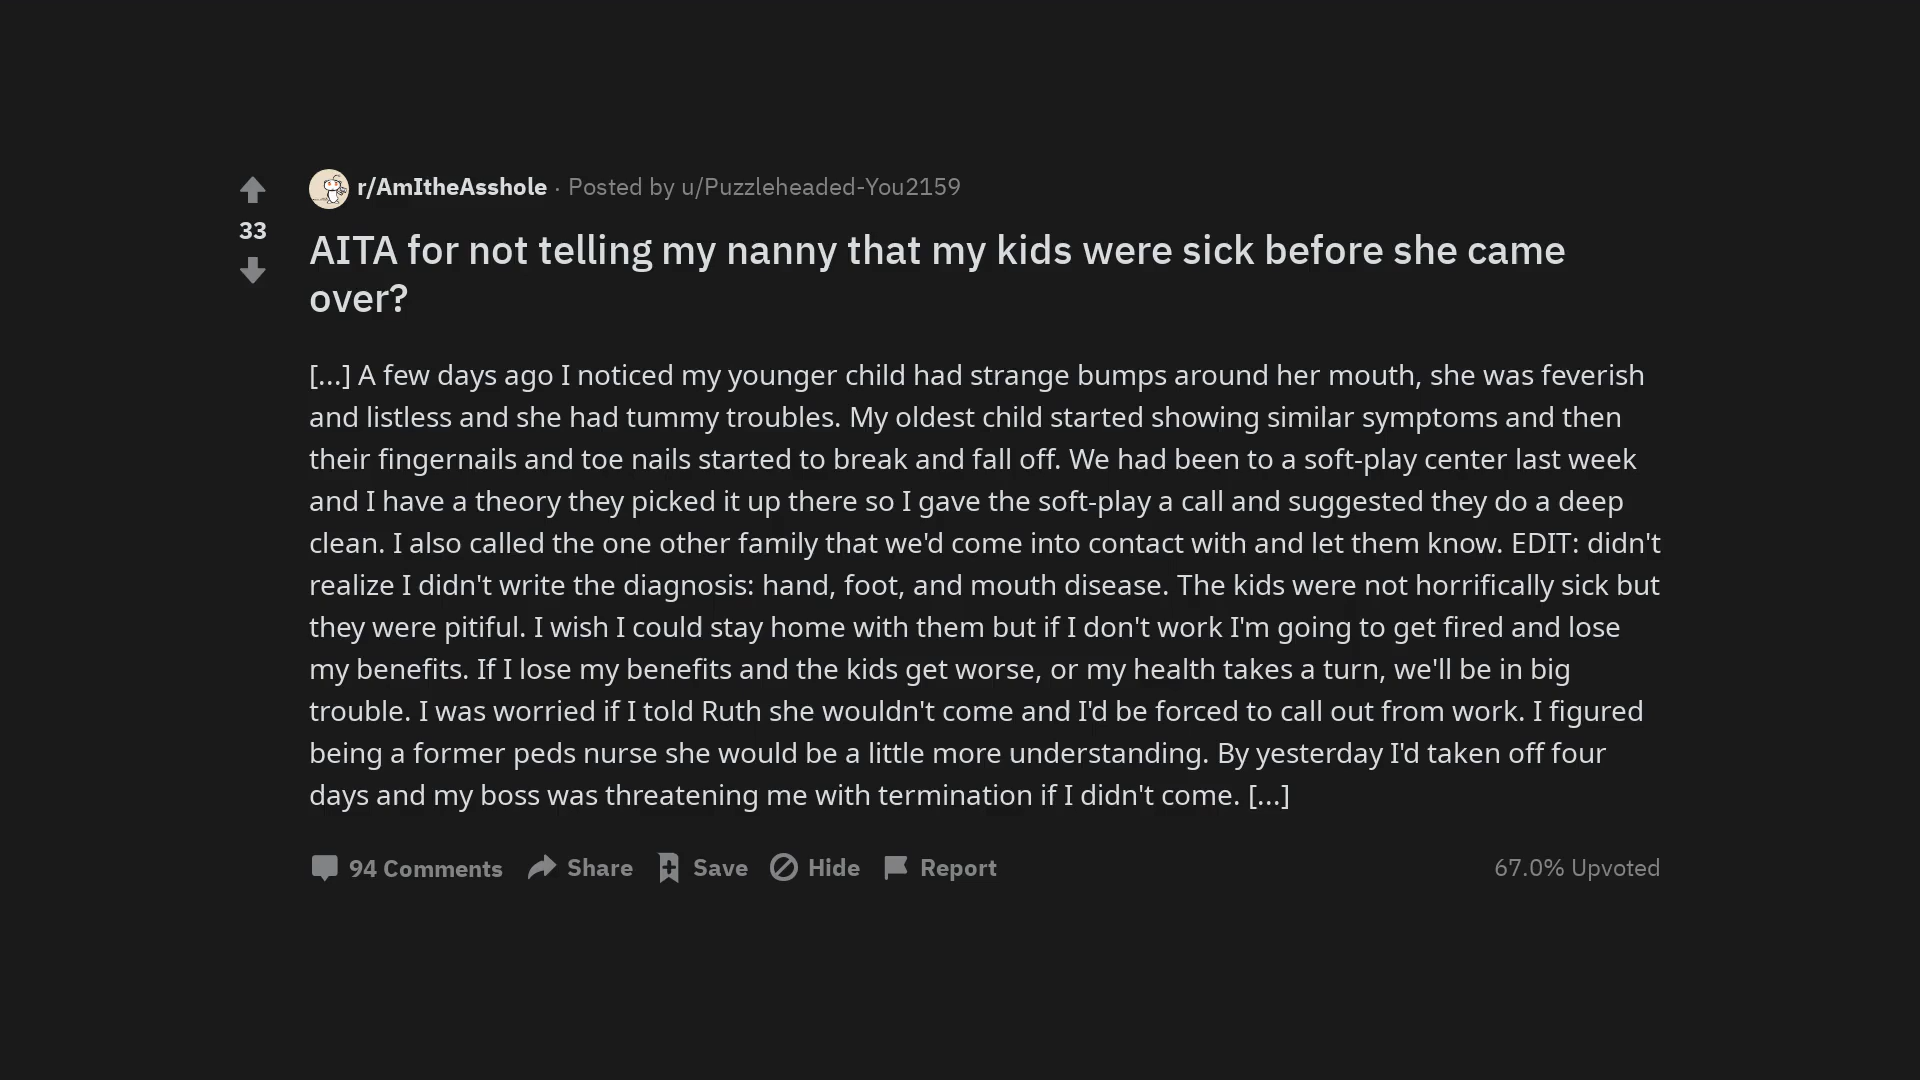 r/AmItheAsshole · Posted by u/Puzzleheaded-You2159
33
AITA for not telling my nanny that my kids were sick before she came
over?
[...] A few days ago I noticed my younger child had strange bumps around her mouth, she was feverish
and listless and she had tummy troubles. My oldest child started showing similar symptoms and then
their fingernails and toe nails started to break and fall off. We had been to a soft-play center last week
and I have a theory they picked it up there so I gave the soft-play a call and suggested they do a deep
clean. I also called the one other family that we'd come into contact with and let them know. EDIT: didn't
realize I didn't write the diagnosis: hand, foot, and mouth disease. The kids were not horrifically sick but
they were pitiful. I wish I could stay home with them but if I don't work I'm going to get fired and lose
my benefits. If I lose my benefits and the kids get worse, or my health takes a turn, we'll be in big
trouble. I was worried if I told Ruth she wouldn't come and I'd be forced to call out from work. I figured
being a former peds nurse she would be a little more understanding. By yesterday I'd taken off four
days and my boss was threatening me with termination if I didn't come. [...]
94 Comments Share Save Hide Report 67.0% Upvoted